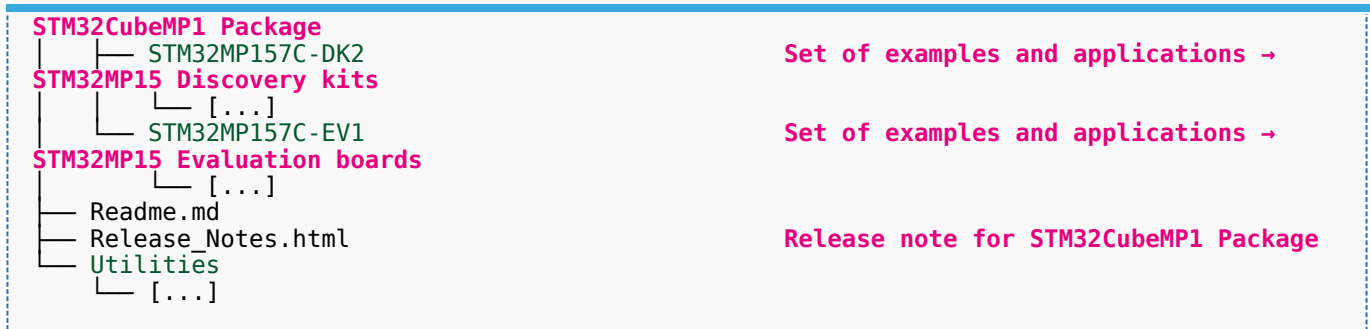 STM32CubeMP1 Package
│   ├── STM32MP157C-DK2                                Set of examples and applications →
STM32MP15 Discovery kits
│   │   └── [...]
│   └── STM32MP157C-EV1                                Set of examples and applications →
STM32MP15 Evaluation boards
│       └── [...]
├── Readme.md
├── Release_Notes.html                                 Release note for STM32CubeMP1 Package
└── Utilities
    └── [...]